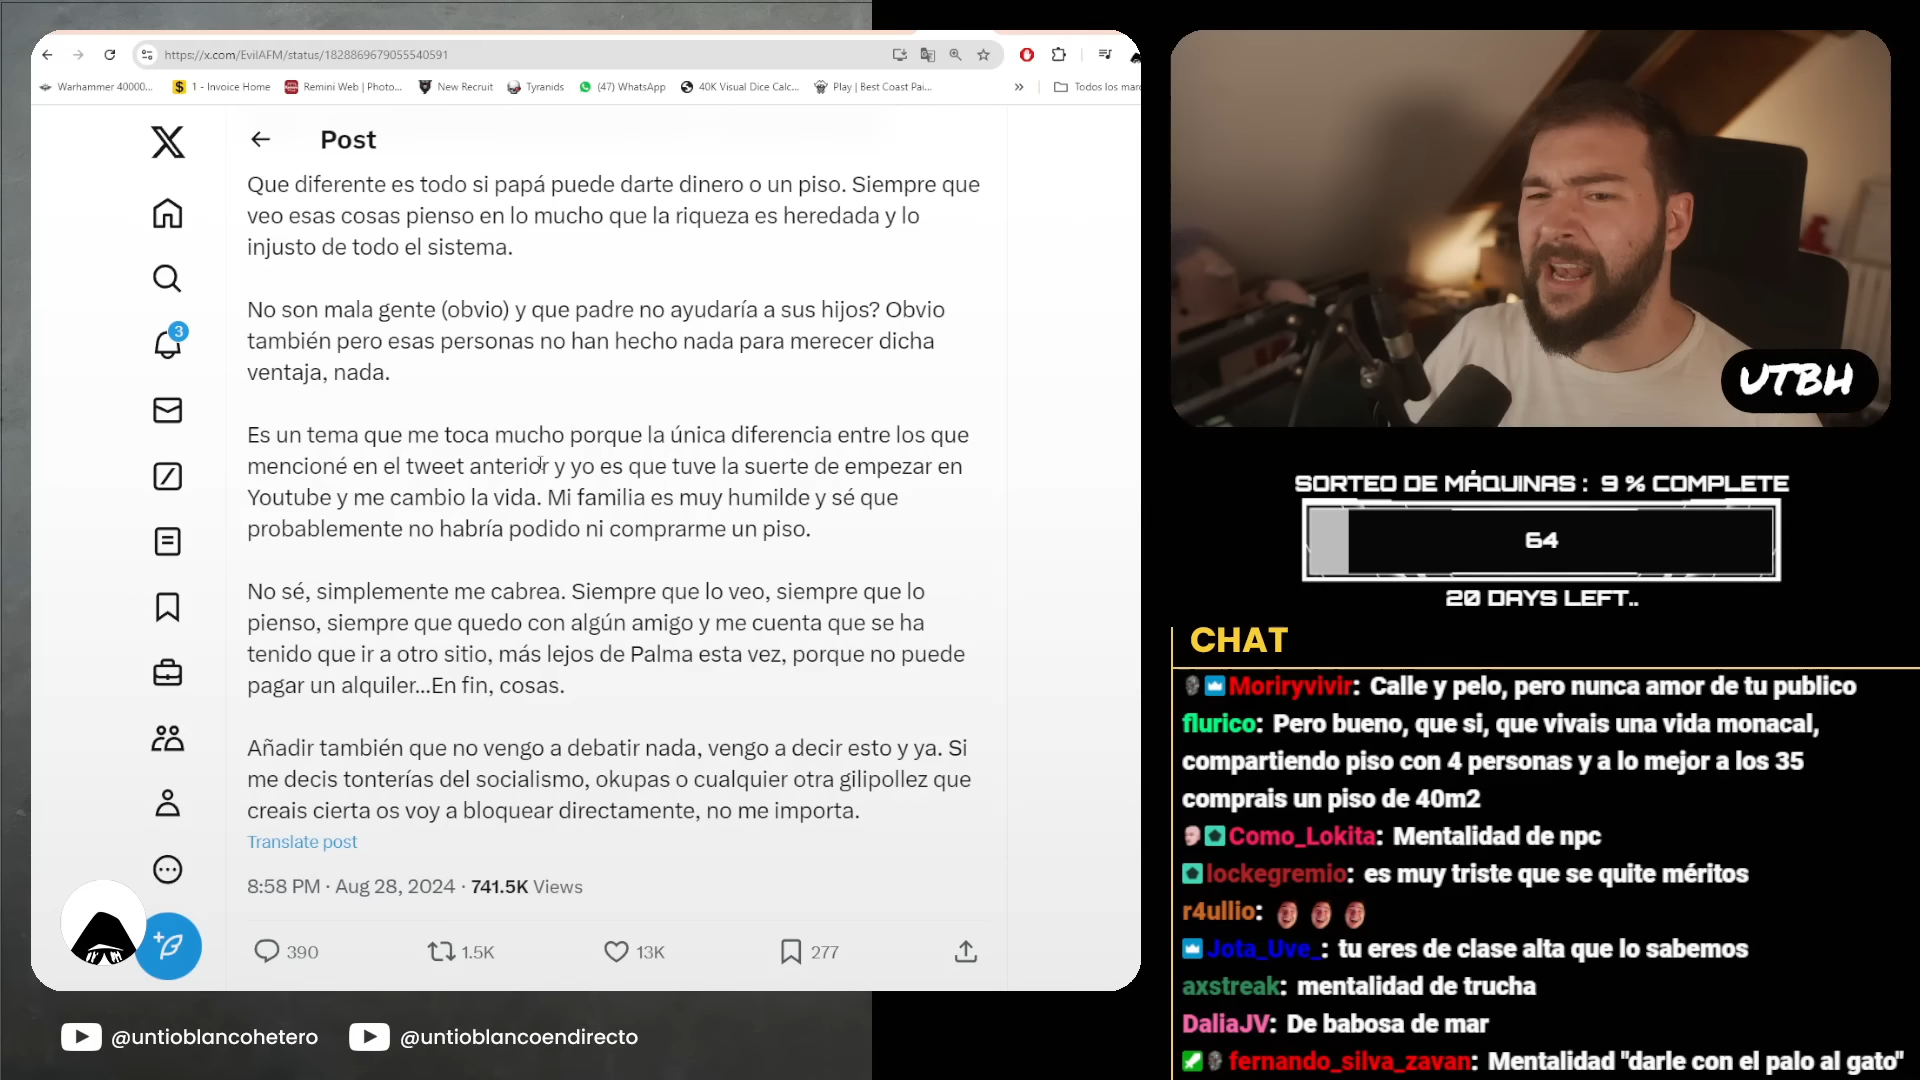 https://x.com/EvilAFM/status/1828869679055540591
Warhammer 40000...
1 - Invoice Home
Remini Web | Photo...
New Recruit
Tyranids
(47) WhatsApp
40K Visual Dice Calc...
Play | Best Coast Pai...
»
Todos los marc
Post
Que diferente es todo si papá puede darte dinero o un piso. Siempre que
veo esas cosas pienso en lo mucho que la riqueza es heredada y lo
injusto de todo el sistema.
No son mala gente (obvio) y que padre no ayudaría a sus hijos? Obvio
también pero esas personas no han hecho nada para merecer dicha
ventaja, nada.
Es un tema que me toca mucho porque la única diferencia entre los que
mencioné en el tweet anterior y yo es que tuve la suerte de empezar en
Youtube y me cambio la vida. Mi familia es muy humilde y sé que
probablemente no habría podido ni comprarme un piso.
No sé, simplemente me cabrea. Siempre que lo veo, siempre que lo
pienso, siempre que quedo con algún amigo y me cuenta que se ha
tenido que ir a otro sitio, más lejos de Palma esta vez, porque no puede
pagar un alquiler...En fin, cosas.
Añadir también que no vengo a debatir nada, vengo a decir esto y ya. Si
me decis tonterías del socialismo, okupas o cualquier otra gilipollez que
creais cierta os voy a bloquear directamente, no me importa.
Translate post
8:58 PM · Aug 28, 2024 · 741.5K Views
390
1.5K
13K
277
3
@untioblancohetero
@untioblancoendirecto
UTBH
SORTEO DE MÁQUINAS : 9 % COMPLETE
64
20 DAYS LEFT..
CHAT
Moriryvivir: Calle y pelo, pero nunca amor de tu publico
flurico: Pero bueno, que si, que vivais una vida monacal,
compartiendo piso con 4 personas y a lo mejor a los 35
comprais un piso de 40m2
Como_Lokita: Mentalidad de npc
lockegremio: es muy triste que se quite méritos
r4ullio:
Jota_Uve_: tu eres de clase alta que lo sabemos
axstreak: mentalidad de trucha
DaliaJV: De babosa de mar
fernando_silva_zavan: Mentalidad "darle con el palo al gato"